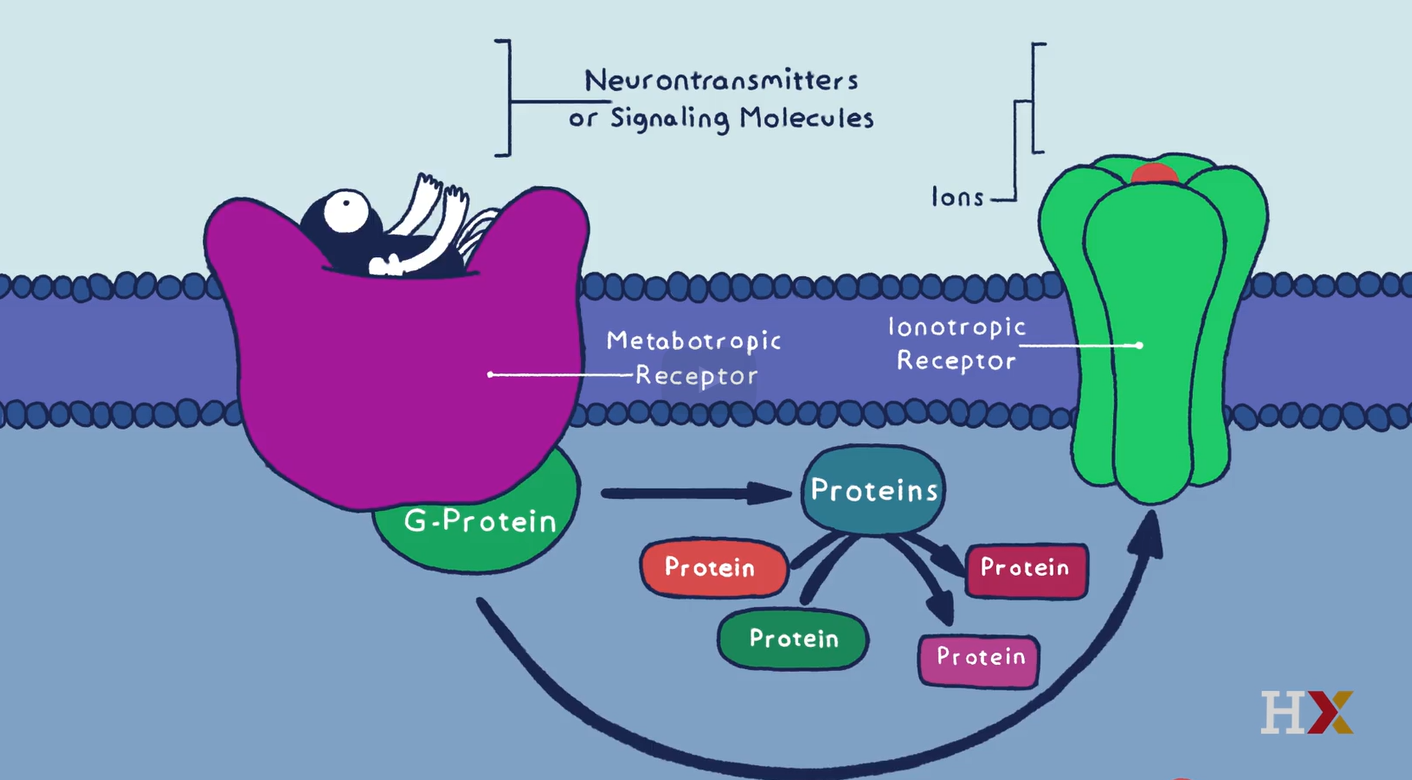 Neurontransmitters
or Signaling Molecules
Ions
Metabotropic
Receptor
Ionotropic
Receptor
G-Protein
Proteins
Protein
Protein
Protein
Protein
HX